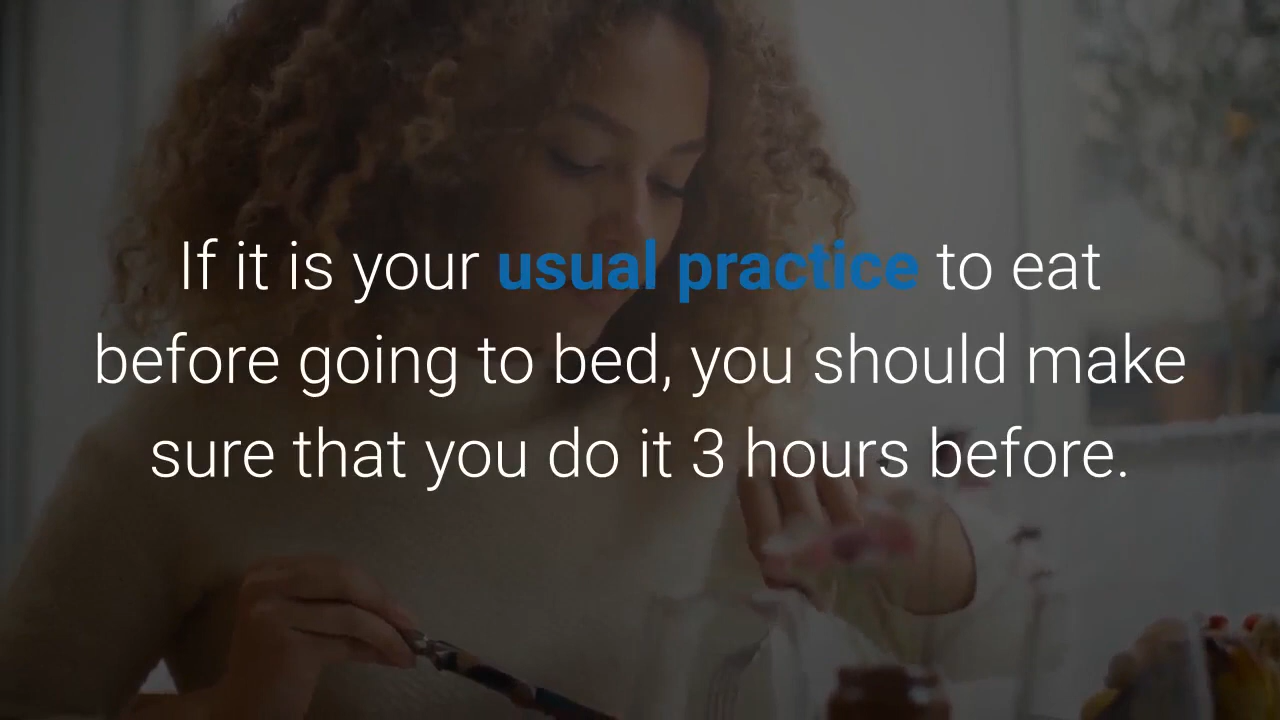 If it is your usual practice to eat
before going to bed, you should make
sure that you do it 3 hours before.